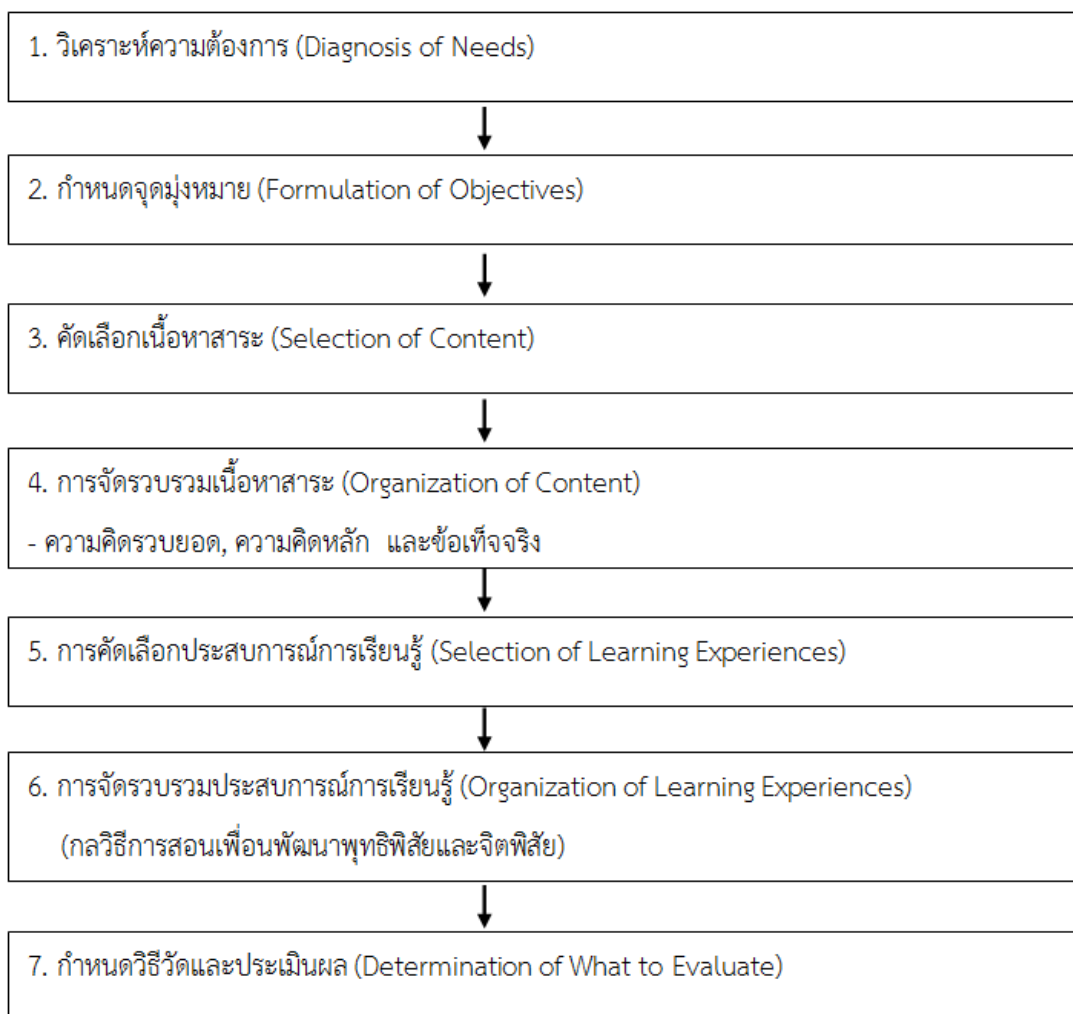 1. วิเคราะห์ความต้องการ (Diagnosis of Needs)
2. กำหนดจุดมุ่งหมาย (Formulation of Objectives)
3. คัดเลือกเนื้อหาสาระ (Selection of Content)
4. การจัดรวบรวมเนื้อหาสาระ (Organization of Content)
- ความคิดรวบยอด, ความคิดหลัก และข้อเท็จจริง
5. การคัดเลือกประสบการณ์การเรียนรู้ (Selection of Learning Experiences)
6. การจัดรวบรวมประสบการณ์การเรียนรู้ (Organization of Learning Experiences)
(กลวิธีการสอนเพื่อนพัฒนาพุทธิพิสัยและจิตพิสัย)
7. กำหนดวิธีวัดและประเมินผล (Determination of What to Evaluate)